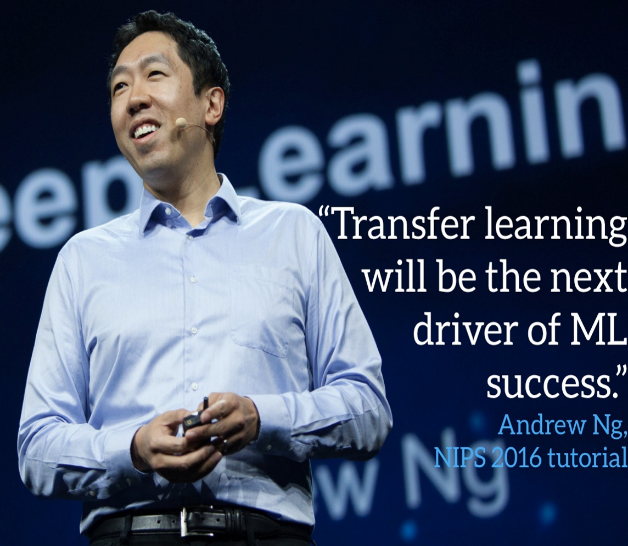 eep Learnin
“Transfer learning
will be the next
driver of ML
success.”
Andrew Ng,
NIPS 2016 tutorial
w Ng